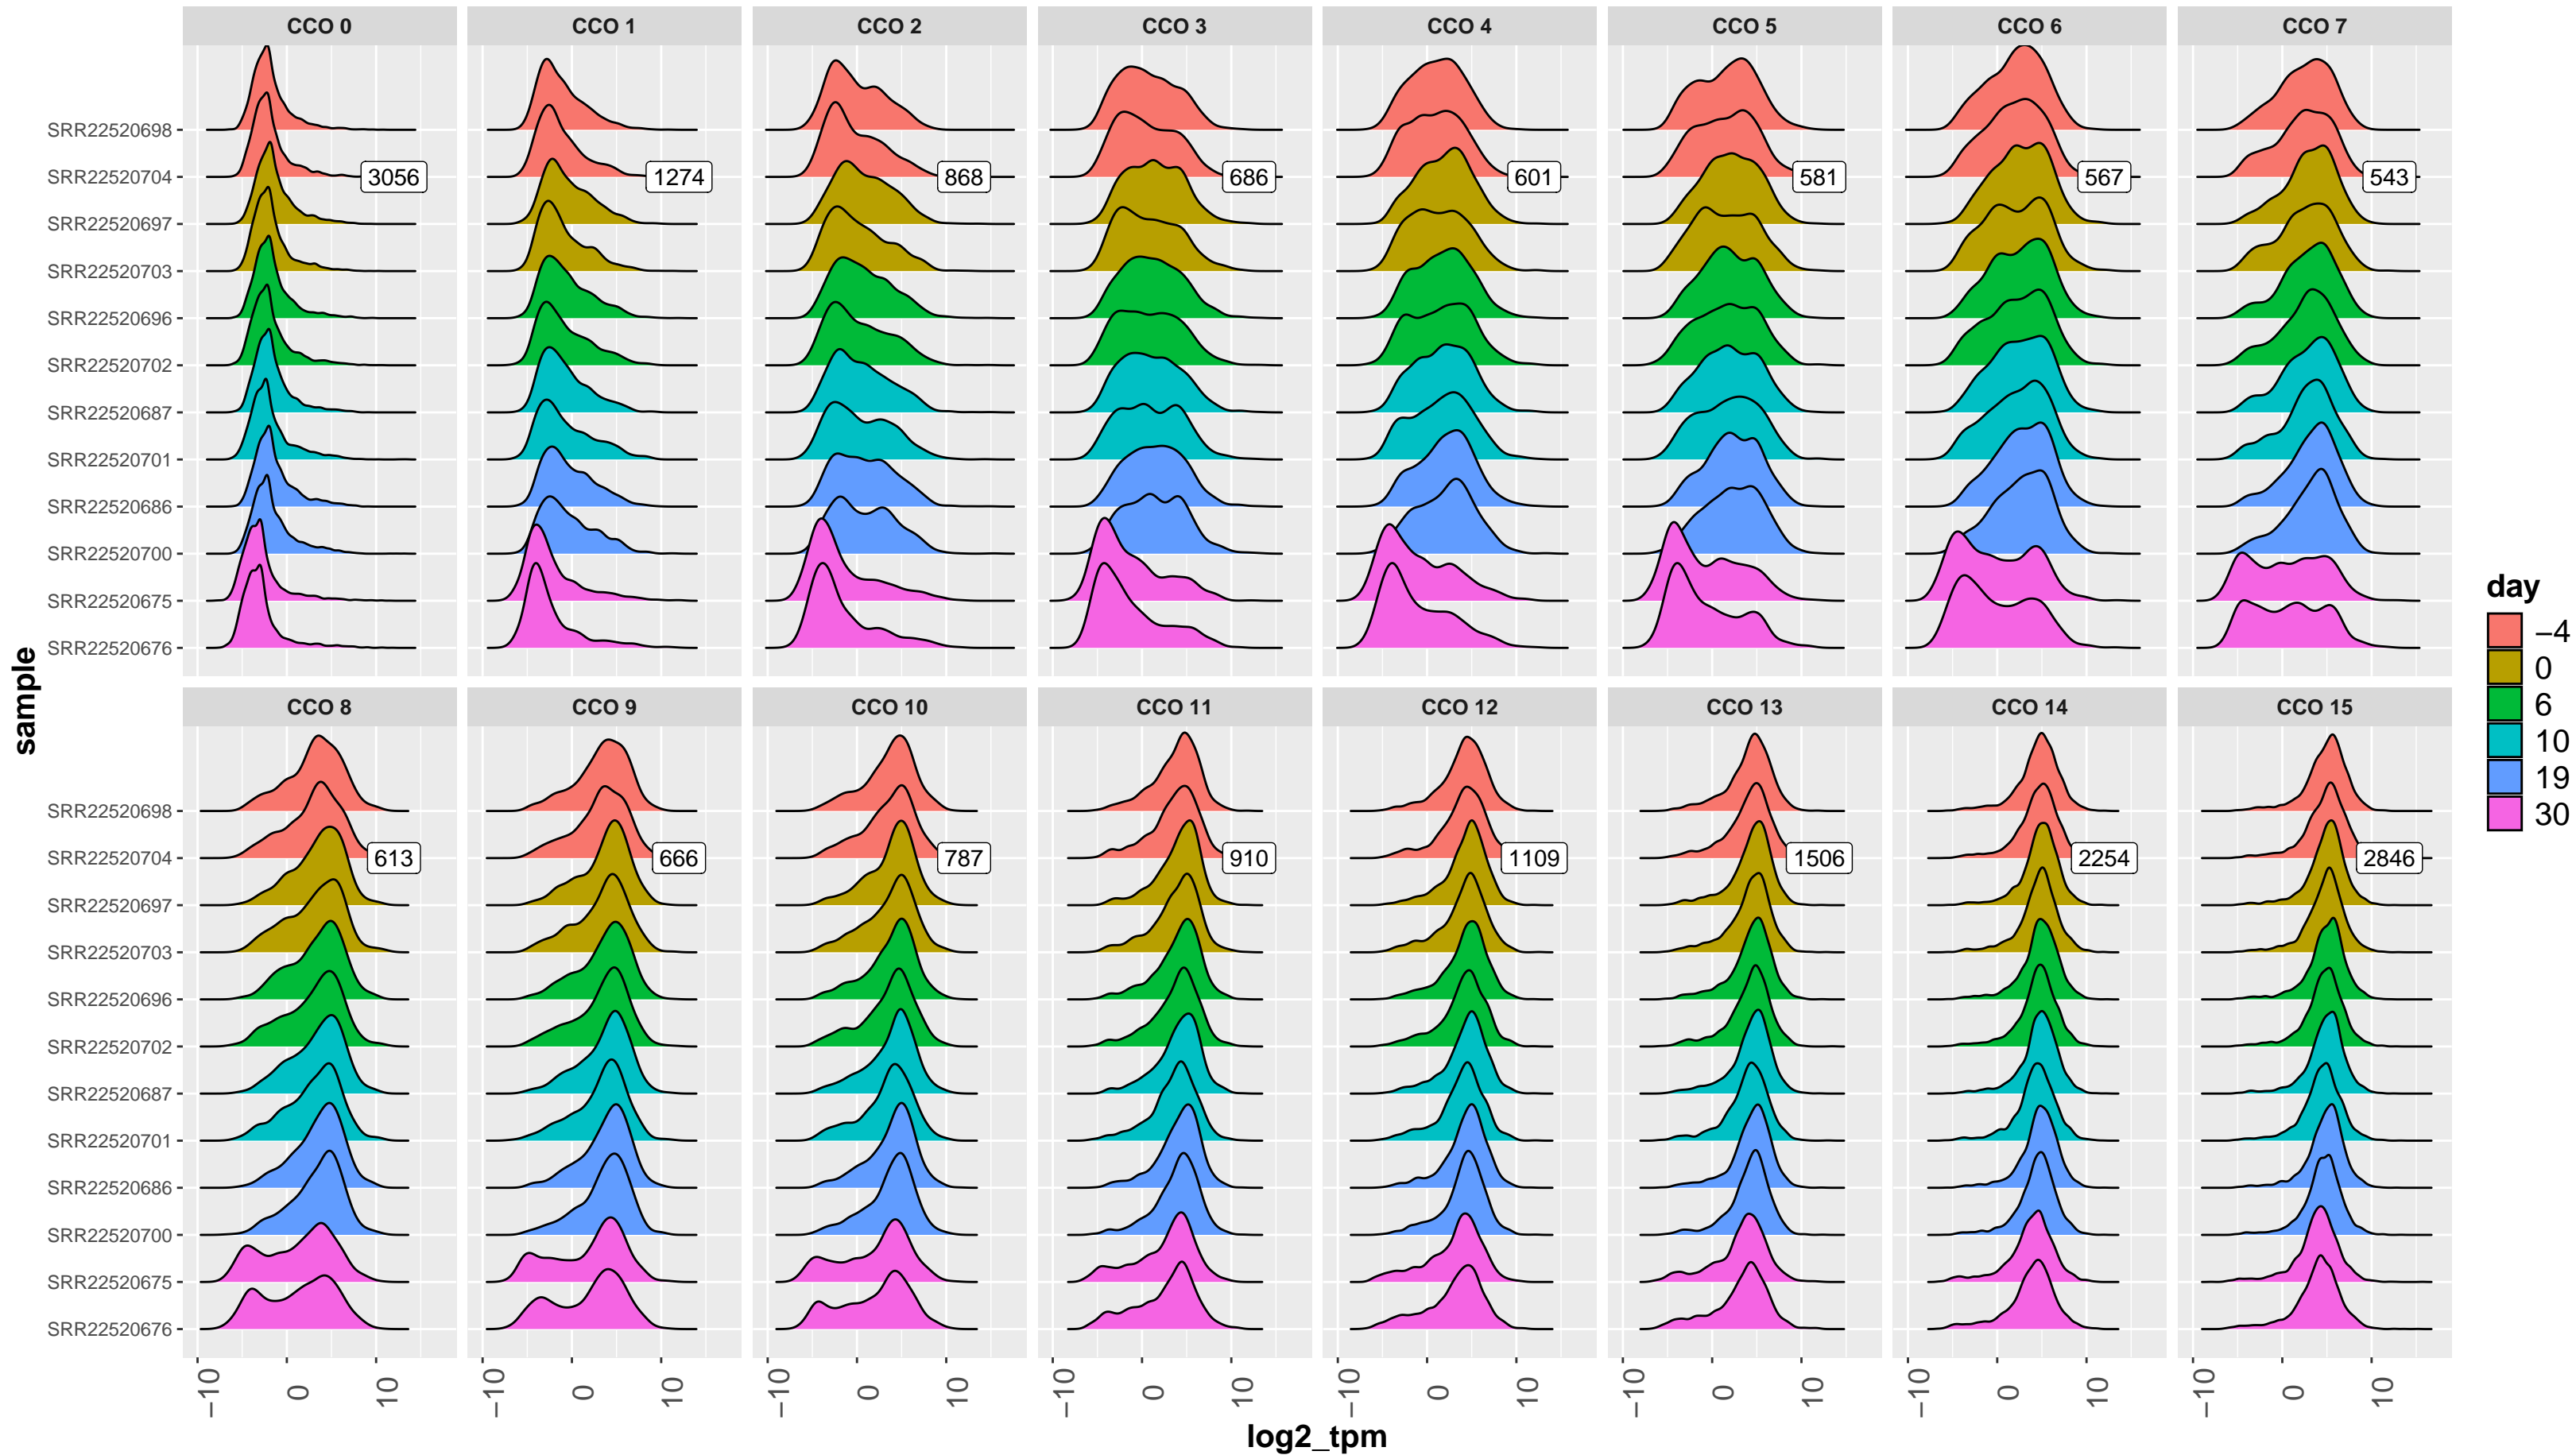 CCO 0 CCO 1 CCO 2 CCO 3 CCO 4 CCO 5 CCO 6 CCO 7
SRR22520698
SRR22520704 3056 1274 868 686 601 581 567 543
SRR22520697
SRR22520703
SRR22520696
SRR22520702
SRR22520687
SRR22520701
SRR22520686
SRR22520700
SRR22520675
SRR22520676
sample
CCO 8 CCO 9 CCO 10 CCO 11 CCO 12 CCO 13 CCO 14 CCO 15
SRR22520698
SRR22520704 613 666 787 910 1109 1506 2254 2846
SRR22520697
SRR22520703
SRR22520696
SRR22520702
SRR22520687
SRR22520701
SRR22520686
SRR22520700
SRR22520675
SRR22520676
−10 0 10 −10 0 10 −10 0 10 −10 0 10 −10 0 10 −10 0 10 −10 0 10 −10 0 10
log2_tpm
day
−4
0
6
10
19
30